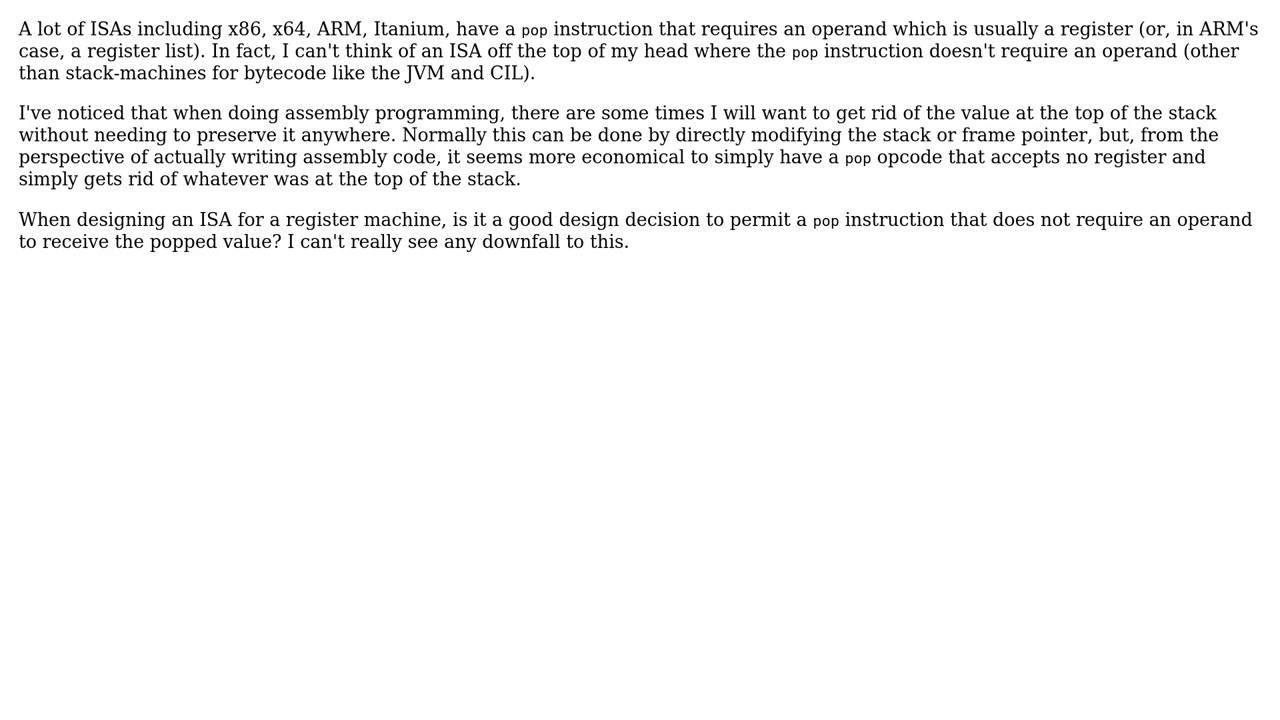 A lot of ISAs including x86, x64, ARM, Itanium, have a pop instruction that requires an operand which is usually a register (or, in ARM's
case, a register list). In fact, I can't think of an ISA off the top of my head where the pop instruction doesn't require an operand (other
than stack-machines for bytecode like the JVM and CIL).
I've noticed that when doing assembly programming, there are some times I will want to get rid of the value at the top of the stack
without needing to preserve it anywhere. Normally this can be done by directly modifying the stack or frame pointer, but, from the
perspective of actually writing assembly code, it seems more economical to simply have a pop opcode that accepts no register and
simply gets rid of whatever was at the top of the stack.
When designing an ISA for a register machine, is it a good design decision to permit a pop instruction that does not require an operand
to receive the popped value? I can't really see any downfall to this.